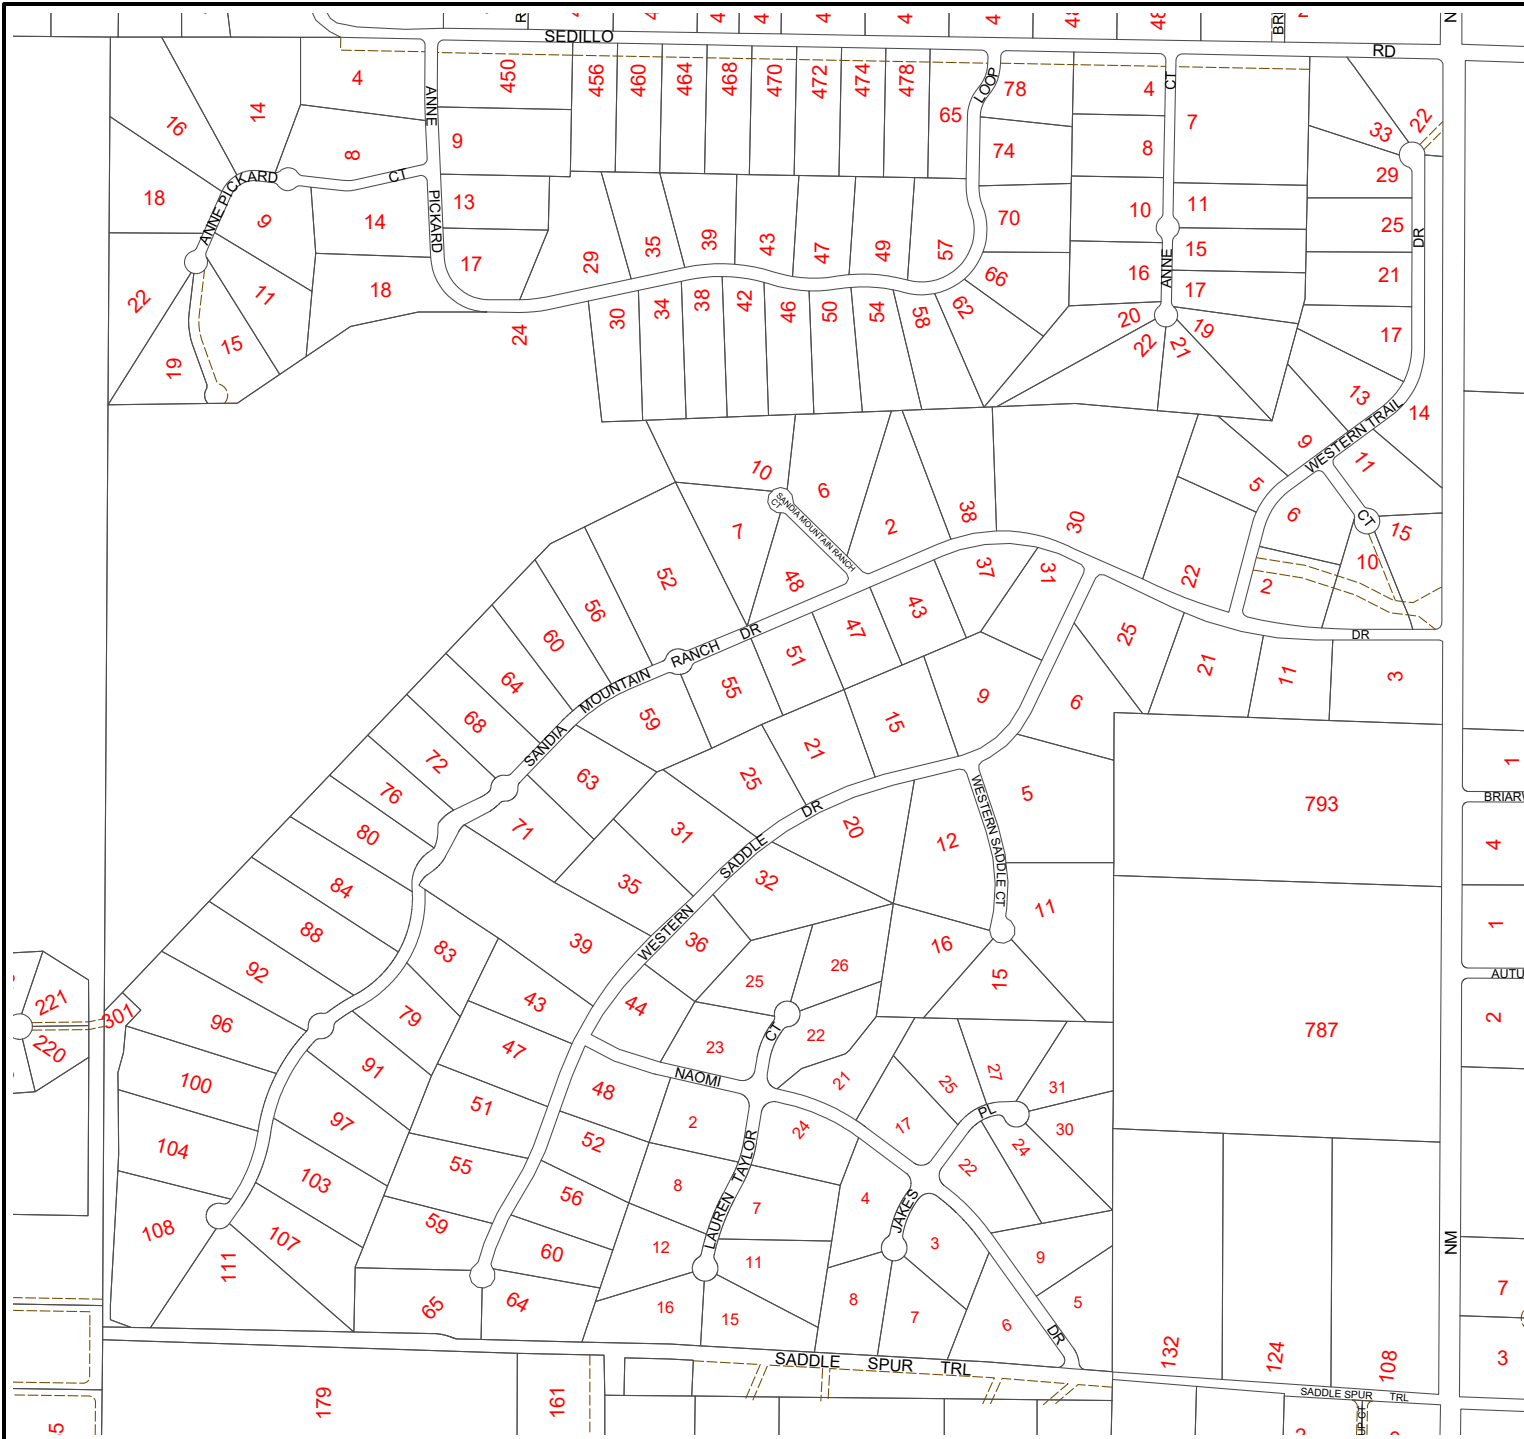 SEDILLO RD
NM
ANNE PICKARD
ANNE PICKARD CT
LOOP
ANNE CT
WESTERN TRAIL DR
CT
SANDIA MOUNTAIN RANCH CT
SANDIA MOUNTAIN RANCH DR
DR
WESTERN SADDLE DR
WESTERN SADDLE CT
NAOMI
CT
LAUREN TAYLOR
PL
JAKES
DR
SADDLE SPUR TRL
SADDLE SPUR TRL
BRIAR
AUTU
4 450 456 460 464 468 470 472 474 478 65 78 4 7 33 22
16 14 8 9 74 8 29
18 9 14 13 70 10 11 25
22 11 18 17 29 35 39 43 47 49 57 66 16 15 21
19 15 24 30 34 38 42 46 50 54 58 62 20 22 21 19 17 17
13 14 9 11 5 6 15 10 2
10 6 7 2 48 38 30 22
52 56 60 64 68 72 76 80 84 88 92 96 100 104 108 111
37 31 43 47 51 55 59 63 71 83 79 91 97 103 107
25 21 11 3
9 6 15 21 25 31 35 39 43 47 51 55 59 65
5 12 20 32 36 44 48 52 56 60 64
11 16 15
26 25 22 23 21 24 17 25 27 31 30 24 22
2 8 7 12 11 16 15
4 3 8 7 9 5 6
793
787
132 124 108
1 4 1 2 7 3
221 220 301
179 161 5